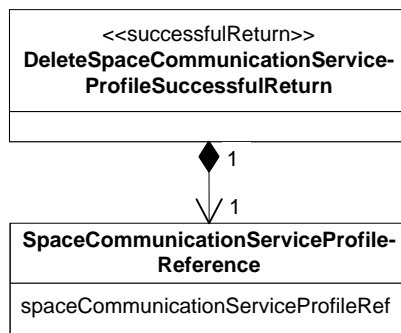 <<successfulReturn>>
DeleteSpaceCommunicationService-
ProfileSuccessfulReturn
1
1
SpaceCommunicationServiceProfile-
Reference
spaceCommunicationServiceProfileRef